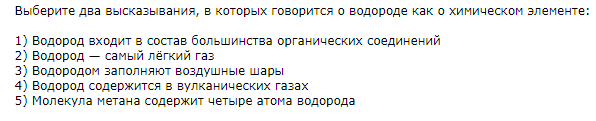 Выберите два высказывания, в которых говорится о водороде как о химическом элементе:
1) Водород входит в состав большинства органических соединений
2) Водород — самый лёгкий газ
3) Водородом заполняют воздушные шары
4) Водород содержится в вулканических газах
5) Молекула метана содержит четыре атома водорода